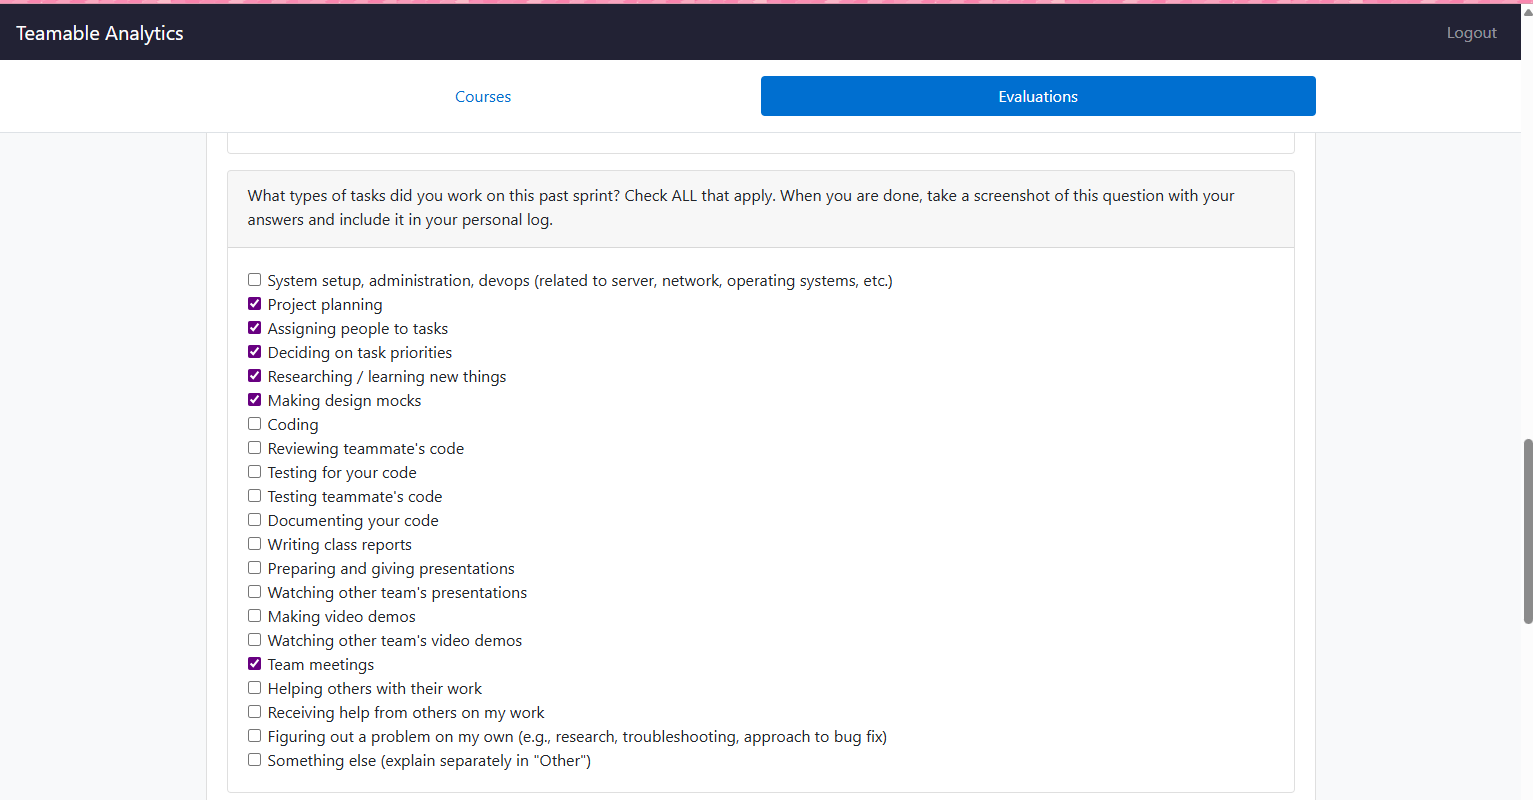 Teamable Analytics
Logout
Courses
Evaluations
What types of tasks did you work on this past sprint? Check ALL that apply. When you are done, take a screenshot of this question with your
answers and include it in your personal log.
System setup, administration, devops (related to server, network, operating systems, etc.)
Project planning
Assigning people to tasks
Deciding on task priorities
Researching / learning new things
Making design mocks
Coding
Reviewing teammate's code
Testing for your code
Testing teammate's code
Documenting your code
Writing class reports
Preparing and giving presentations
Watching other team's presentations
Making video demos
Watching other team's video demos
Team meetings
Helping others with their work
Receiving help from others on my work
Figuring out a problem on my own (e.g., research, troubleshooting, approach to bug fix)
Something else (explain separately in "Other")